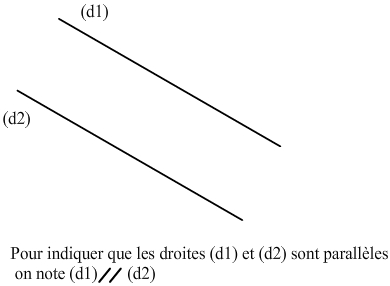 (d1)
(d2)
Pour indiquer que les droites (d1) et (d2) sont parallèles
on note (d1) // (d2)